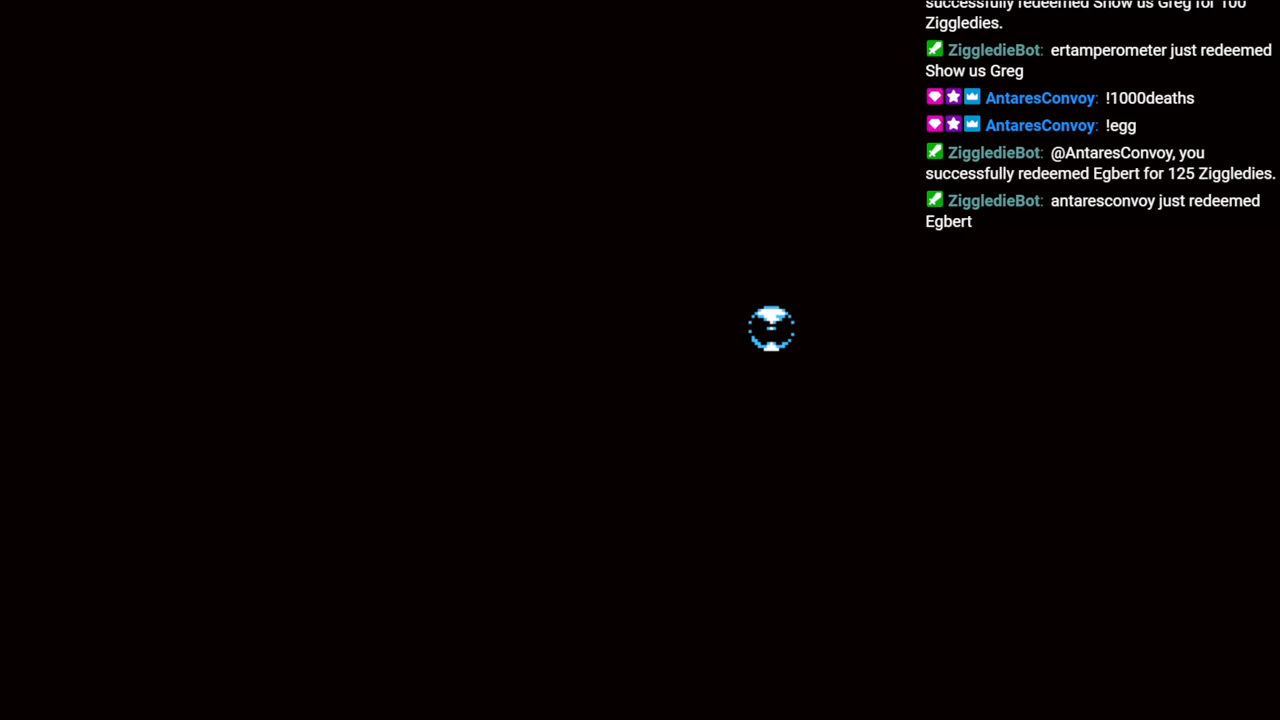 successfully redeemed Show us Greg for 100
Ziggledies.
ZiggledieBot: ertamperometer just redeemed
Show us Greg
AntaresConvoy: !1000deaths
AntaresConvoy: !egg
ZiggledieBot: @AntaresConvoy, you
successfully redeemed Egbert for 125 Ziggledies.
ZiggledieBot: antaresconvoy just redeemed
Egbert